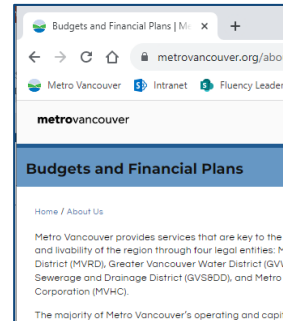 Budgets and Financial Plans | Me
metrovancouver.org/abo
Metro Vancouver Intranet Fluency Leader
metrovancouver
Budgets and Financial Plans
Home / About Us
Metro Vancouver provides services that are key to the
and livability of the region through four legal entities: M
District (MVRD), Greater Vancouver Water District (GVW
Sewerage and Drainage District (GVS&DD), and Metro
Corporation (MVHC).
The majority of Metro Vancouver's operating and capit